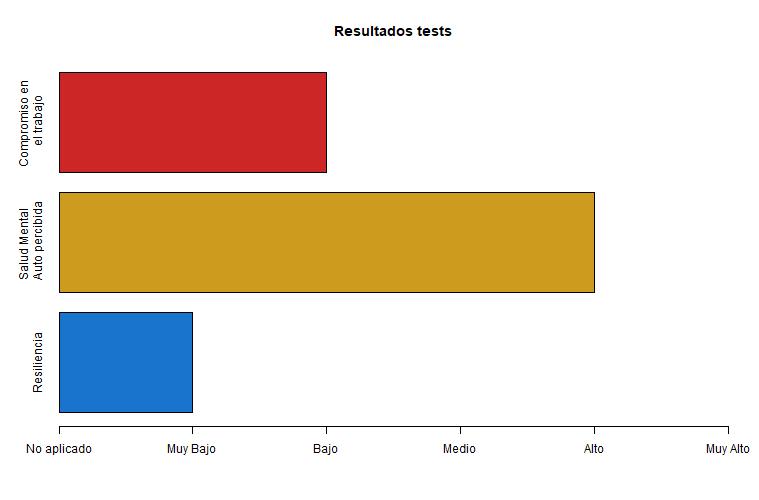 Resultados tests
Compromiso en
el trabajo
Salud Mental
Auto percibida
Resiliencia
No aplicado Muy Bajo Bajo Medio Alto Muy Alto